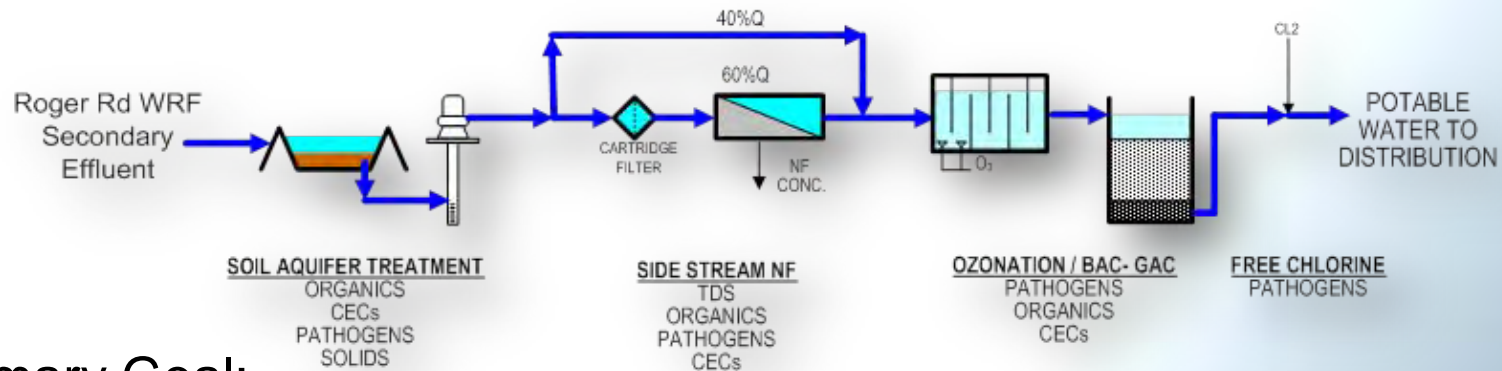 Roger Rd WRF
Secondary
Effluent
40%Q
60%Q
CARTRIDGE
FILTER
NF
CONC.
O₃
CL2
POTABLE
WATER TO
DISTRIBUTION
SOIL AQUIFER TREATMENT
ORGANICS
CECs
PATHOGENS
SOLIDS
SIDE STREAM NF
TDS
ORGANICS
PATHOGENS
CECs
OZONATION / BAC- GAC
PATHOGENS
ORGANICS
CECs
FREE CHLORINE
PATHOGENS